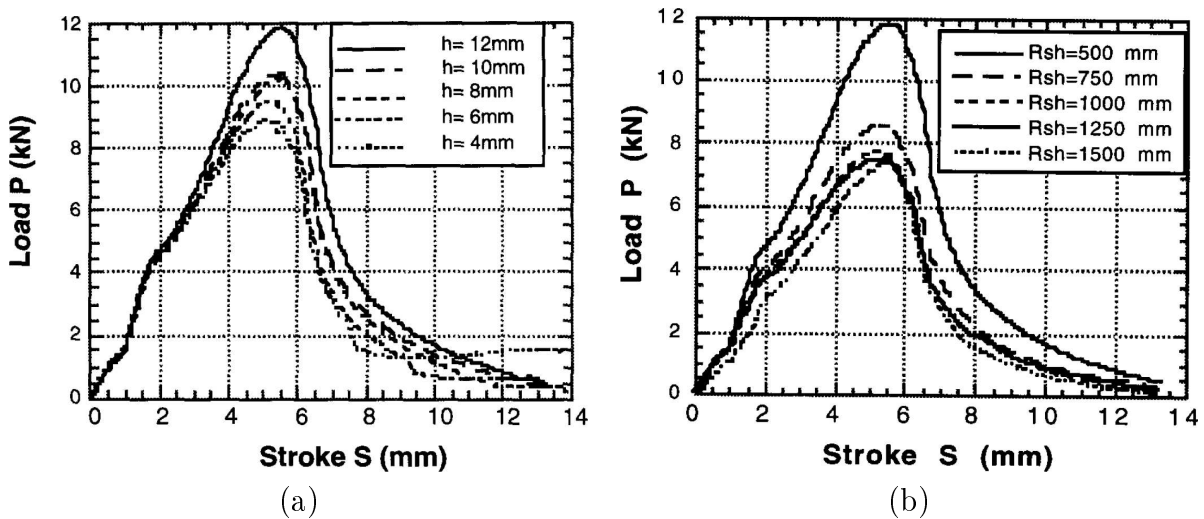 12
10
8
6
4
2
0
Load P (kN)
h= 12mm
h= 10mm
h= 8mm
h= 6mm
h= 4mm
0 2 4 6 8 10 12 14
Stroke S (mm)
(a)
12
10
8
6
4
2
0
Load P (kN)
Rsh=500 mm
Rsh=750 mm
Rsh=1000 mm
Rsh=1250 mm
Rsh=1500 mm
0 2 4 6 8 10 12 14
Stroke S (mm)
(b)